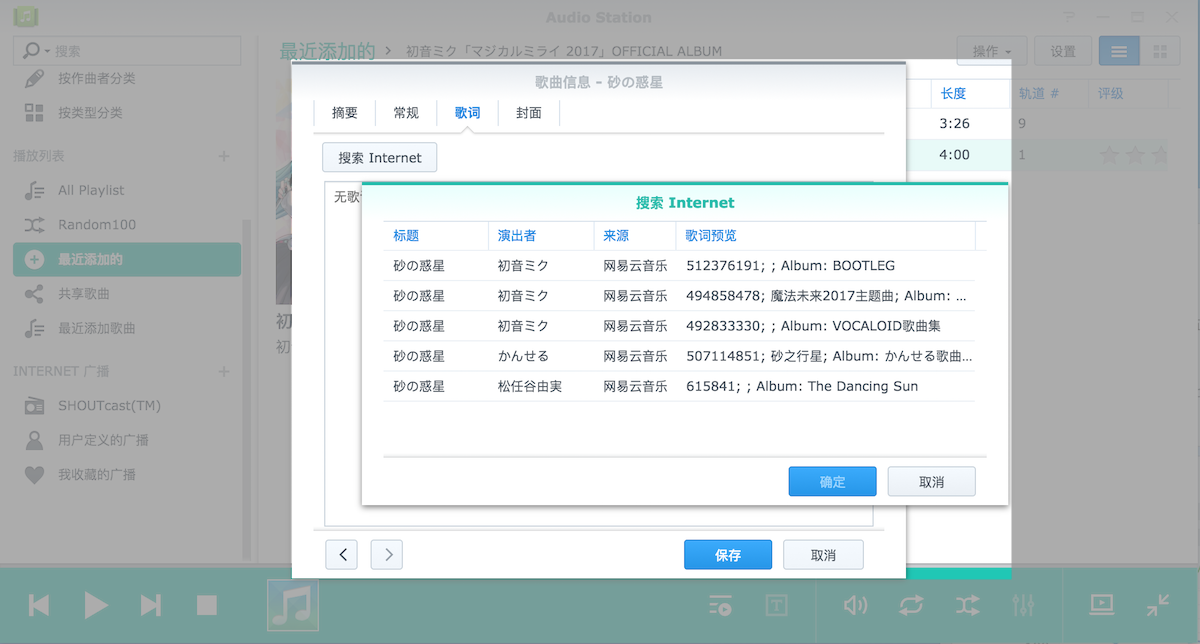 Audio Station
搜索
按作曲者分类
按类型分类
播放列表
All Playlist
Random100
最近添加的
共享歌曲
最近添加歌曲
INTERNET 广播
SHOUTcast(TM)
用户定义的广播
我收藏的广播
最近添加的 > 初音ミク「マジカルミライ 2017」OFFICIAL ALBUM
操作
设置
长度 轨道 # 评级
3:26 9
4:00 1
初
初
歌曲信息 - 砂の惑星
摘要 常规 歌词 封面
搜索 Internet
无歌
搜索 Internet
标题 演出者 来源 歌词预览
砂の惑星 初音ミク 网易云音乐 512376191; ; Album: BOOTLEG
砂の惑星 初音ミク 网易云音乐 494858478; 魔法未来2017主题曲; Album: ...
砂の惑星 初音ミク 网易云音乐 492833330; ; Album: VOCALOID歌曲集
砂の惑星 かんせる 网易云音乐 507114851; 砂之行星; Album: かんせる歌曲...
砂の惑星 松任谷由実 网易云音乐 615841; ; Album: The Dancing Sun
确定 取消
保存 取消